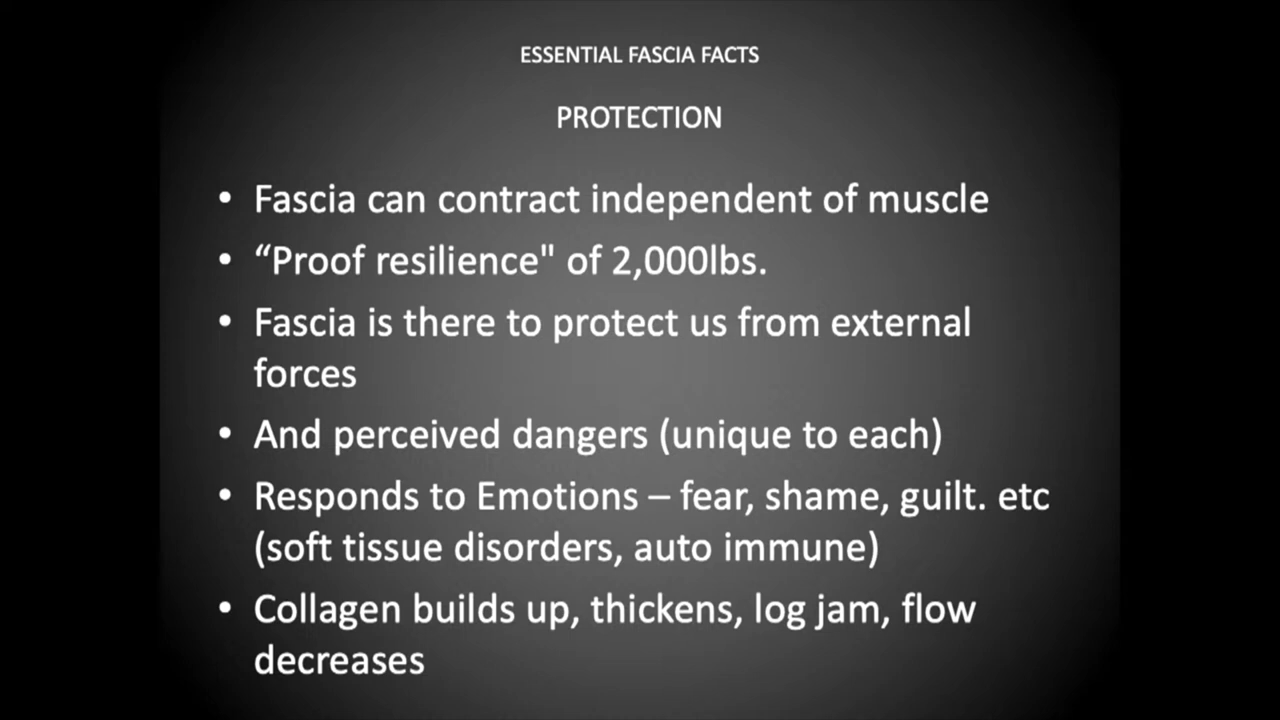 ESSENTIAL FASCIA FACTS
PROTECTION
• Fascia can contract independent of muscle
• “Proof resilience" of 2,000lbs.
• Fascia is there to protect us from external
forces
• And perceived dangers (unique to each)
• Responds to Emotions – fear, shame, guilt. etc
(soft tissue disorders, auto immune)
• Collagen builds up, thickens, log jam, flow
decreases